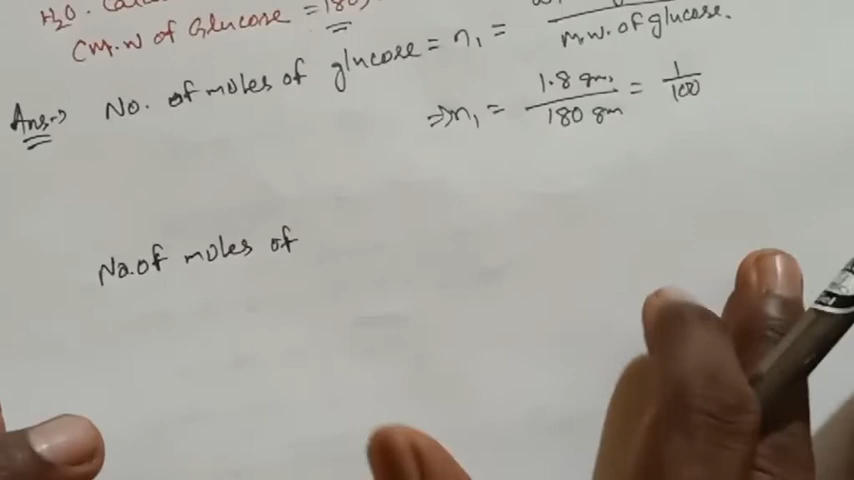 H₂O.
(M.W of Glucose = 180,
Ans→ No. of moles of glucose = n₁ = / M.W. of glucose.
⇒ n₁ = 1.8 gm, / 180 gm = 1 / 100
No. of moles of